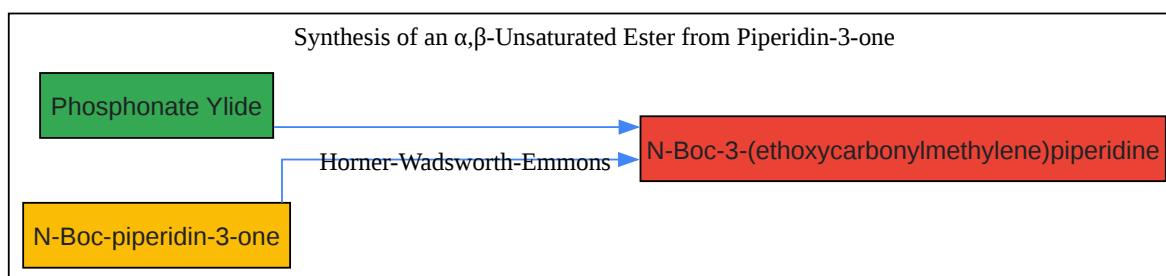 Synthesis of an α,β-Unsaturated Ester from Piperidin-3-one
Phosphonate Ylide
N-Boc-3-(ethoxycarbonylmethylene)piperidine
Horner-Wadsworth-Emmons
N-Boc-piperidin-3-one